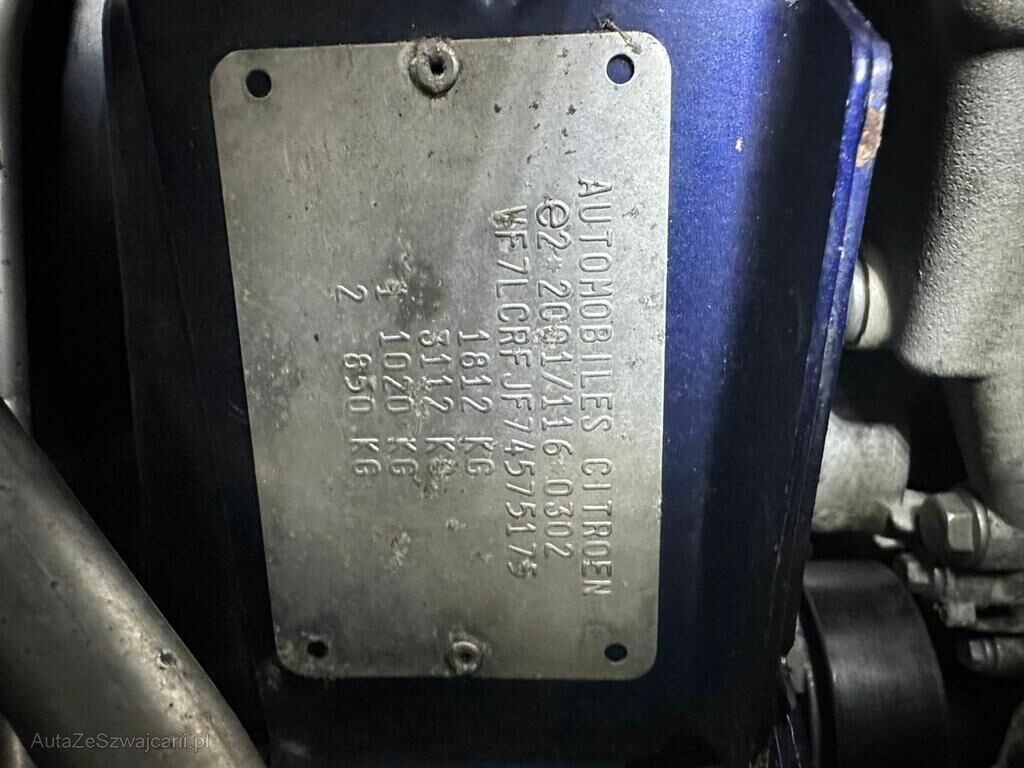 AUTOMOBILES CITROEN
e2*2001/116*0302
VF7LCRFJF74575175
1812 KG
3112 KG
1 1020 KG
2 850 KG
AutaZeSzwajcarii.pl